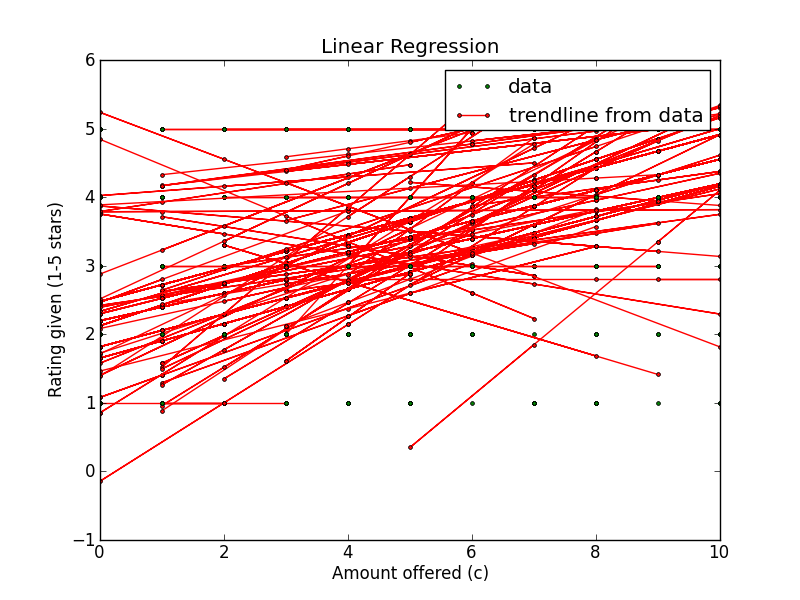 Linear Regression
data
trendline from data
Rating given (1-5 stars)
6
5
4
3
2
1
0
−1
0 2 4 6 8 10
Amount offered (c)